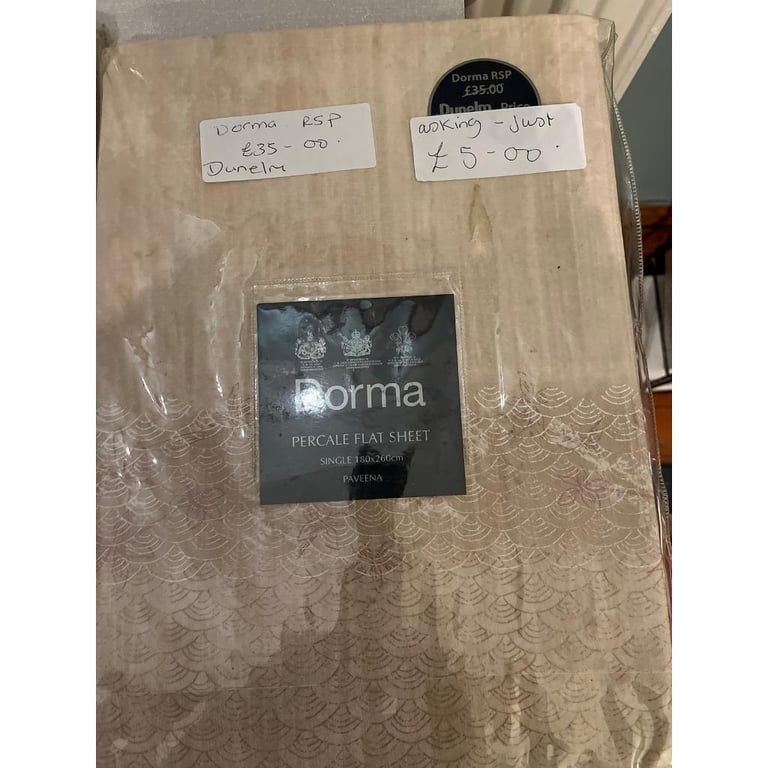 Dorma RSP
£35.00
Dunelm Price
Dorma. RSP
£35-00.
Dunelm
asking - Just
£5-00.
Dorma
PERCALE FLAT SHEET
SINGLE 180x260cm
PAVEENA